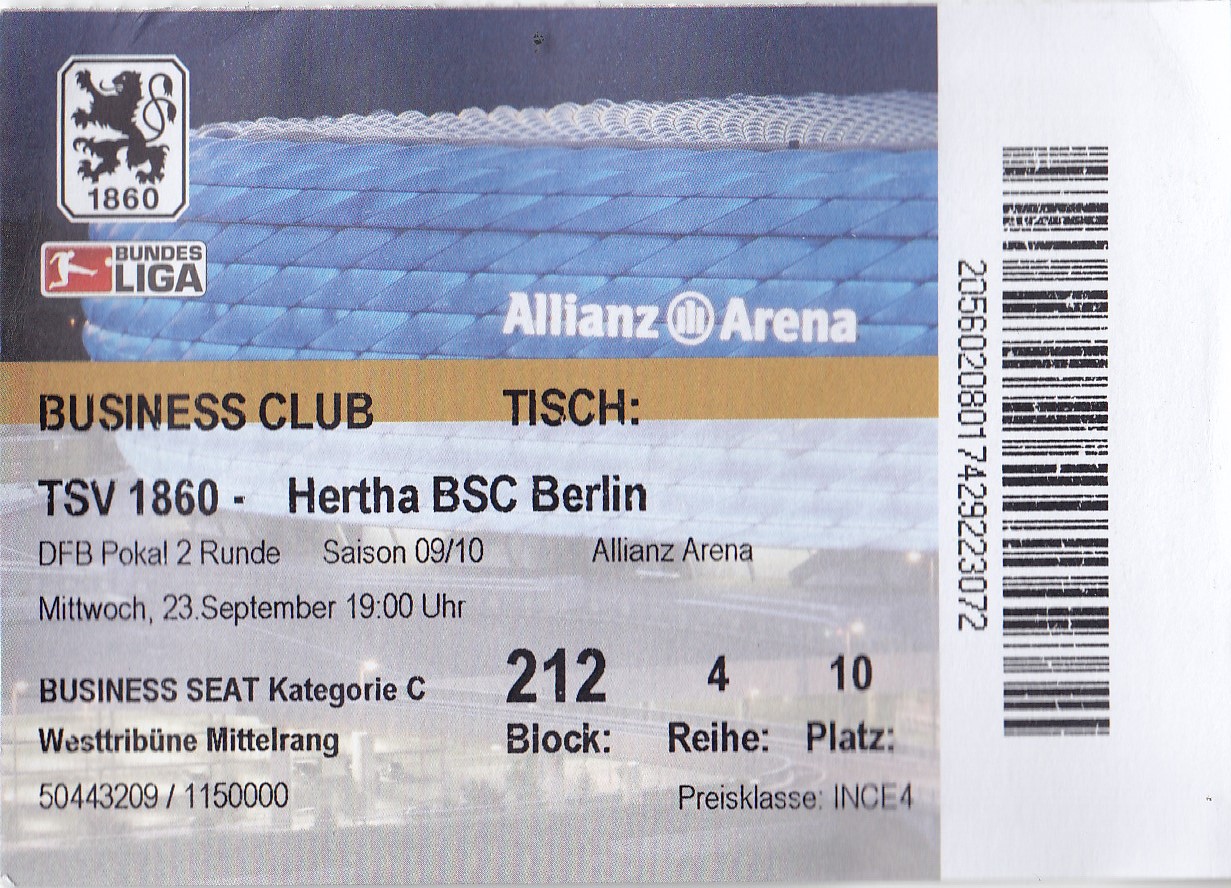 1860
BUNDES
LIGA
Allianz Arena
BUSINESS CLUB TISCH:
TSV 1860 - Hertha BSC Berlin
DFB Pokal 2 Runde Saison 09/10 Allianz Arena
Mittwoch, 23.September 19:00 Uhr
BUSINESS SEAT Kategorie C 212 4 10
Westtribüne Mittelrang Block: Reihe: Platz:
50443209 / 1150000 Preisklasse: INCE4
2056020801742922​3072